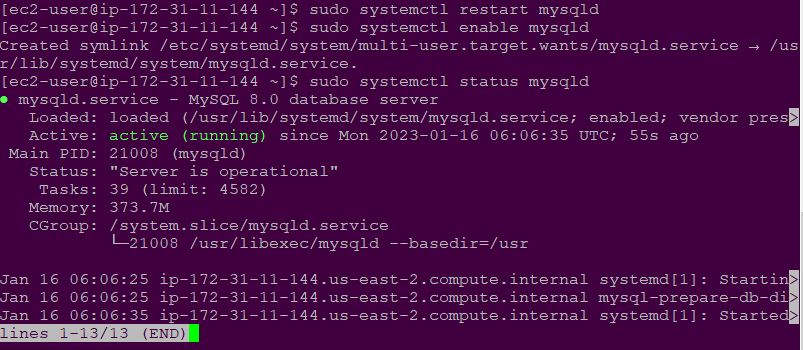 [ec2-user@ip-172-31-11-144 ~]$ sudo systemctl restart mysqld
[ec2-user@ip-172-31-11-144 ~]$ sudo systemctl enable mysqld
Created symlink /etc/systemd/system/multi-user.target.wants/mysqld.service → /us
r/lib/systemd/system/mysqld.service.
[ec2-user@ip-172-31-11-144 ~]$ sudo systemctl status mysqld
● mysqld.service - MySQL 8.0 database server
   Loaded: loaded (/usr/lib/systemd/system/mysqld.service; enabled; vendor pres>
   Active: active (running) since Mon 2023-01-16 06:06:35 UTC; 55s ago
 Main PID: 21008 (mysqld)
   Status: "Server is operational"
    Tasks: 39 (limit: 4582)
   Memory: 373.7M
   CGroup: /system.slice/mysqld.service
           └─21008 /usr/libexec/mysqld --basedir=/usr

Jan 16 06:06:25 ip-172-31-11-144.us-east-2.compute.internal systemd[1]: Startin>
Jan 16 06:06:25 ip-172-31-11-144.us-east-2.compute.internal mysql-prepare-db-di>
Jan 16 06:06:35 ip-172-31-11-144.us-east-2.compute.internal systemd[1]: Started>
lines 1-13/13 (END)